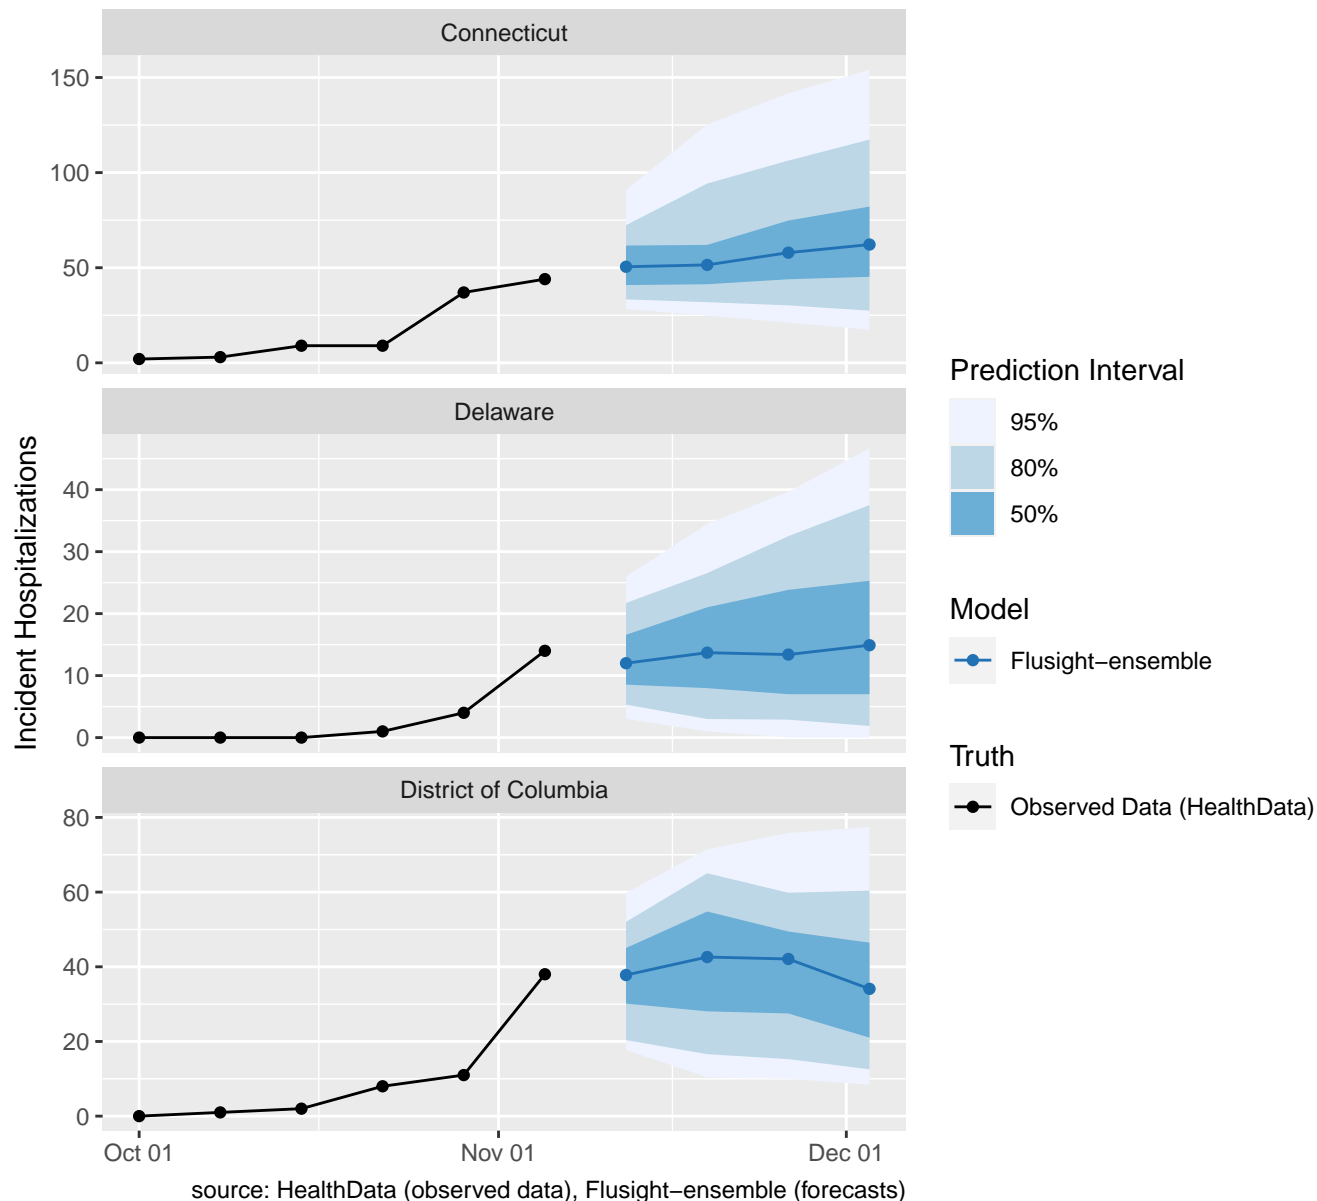 Connecticut
150
100
50
0
Delaware
40
30
20
10
0
District of Columbia
80
60
40
20
0
Oct 01 Nov 01 Dec 01
Incident Hospitalizations
source: HealthData (observed data), Flusight−ensemble (forecasts)
Prediction Interval
95%
80%
50%
Model
Flusight−ensemble
Truth
Observed Data (HealthData)